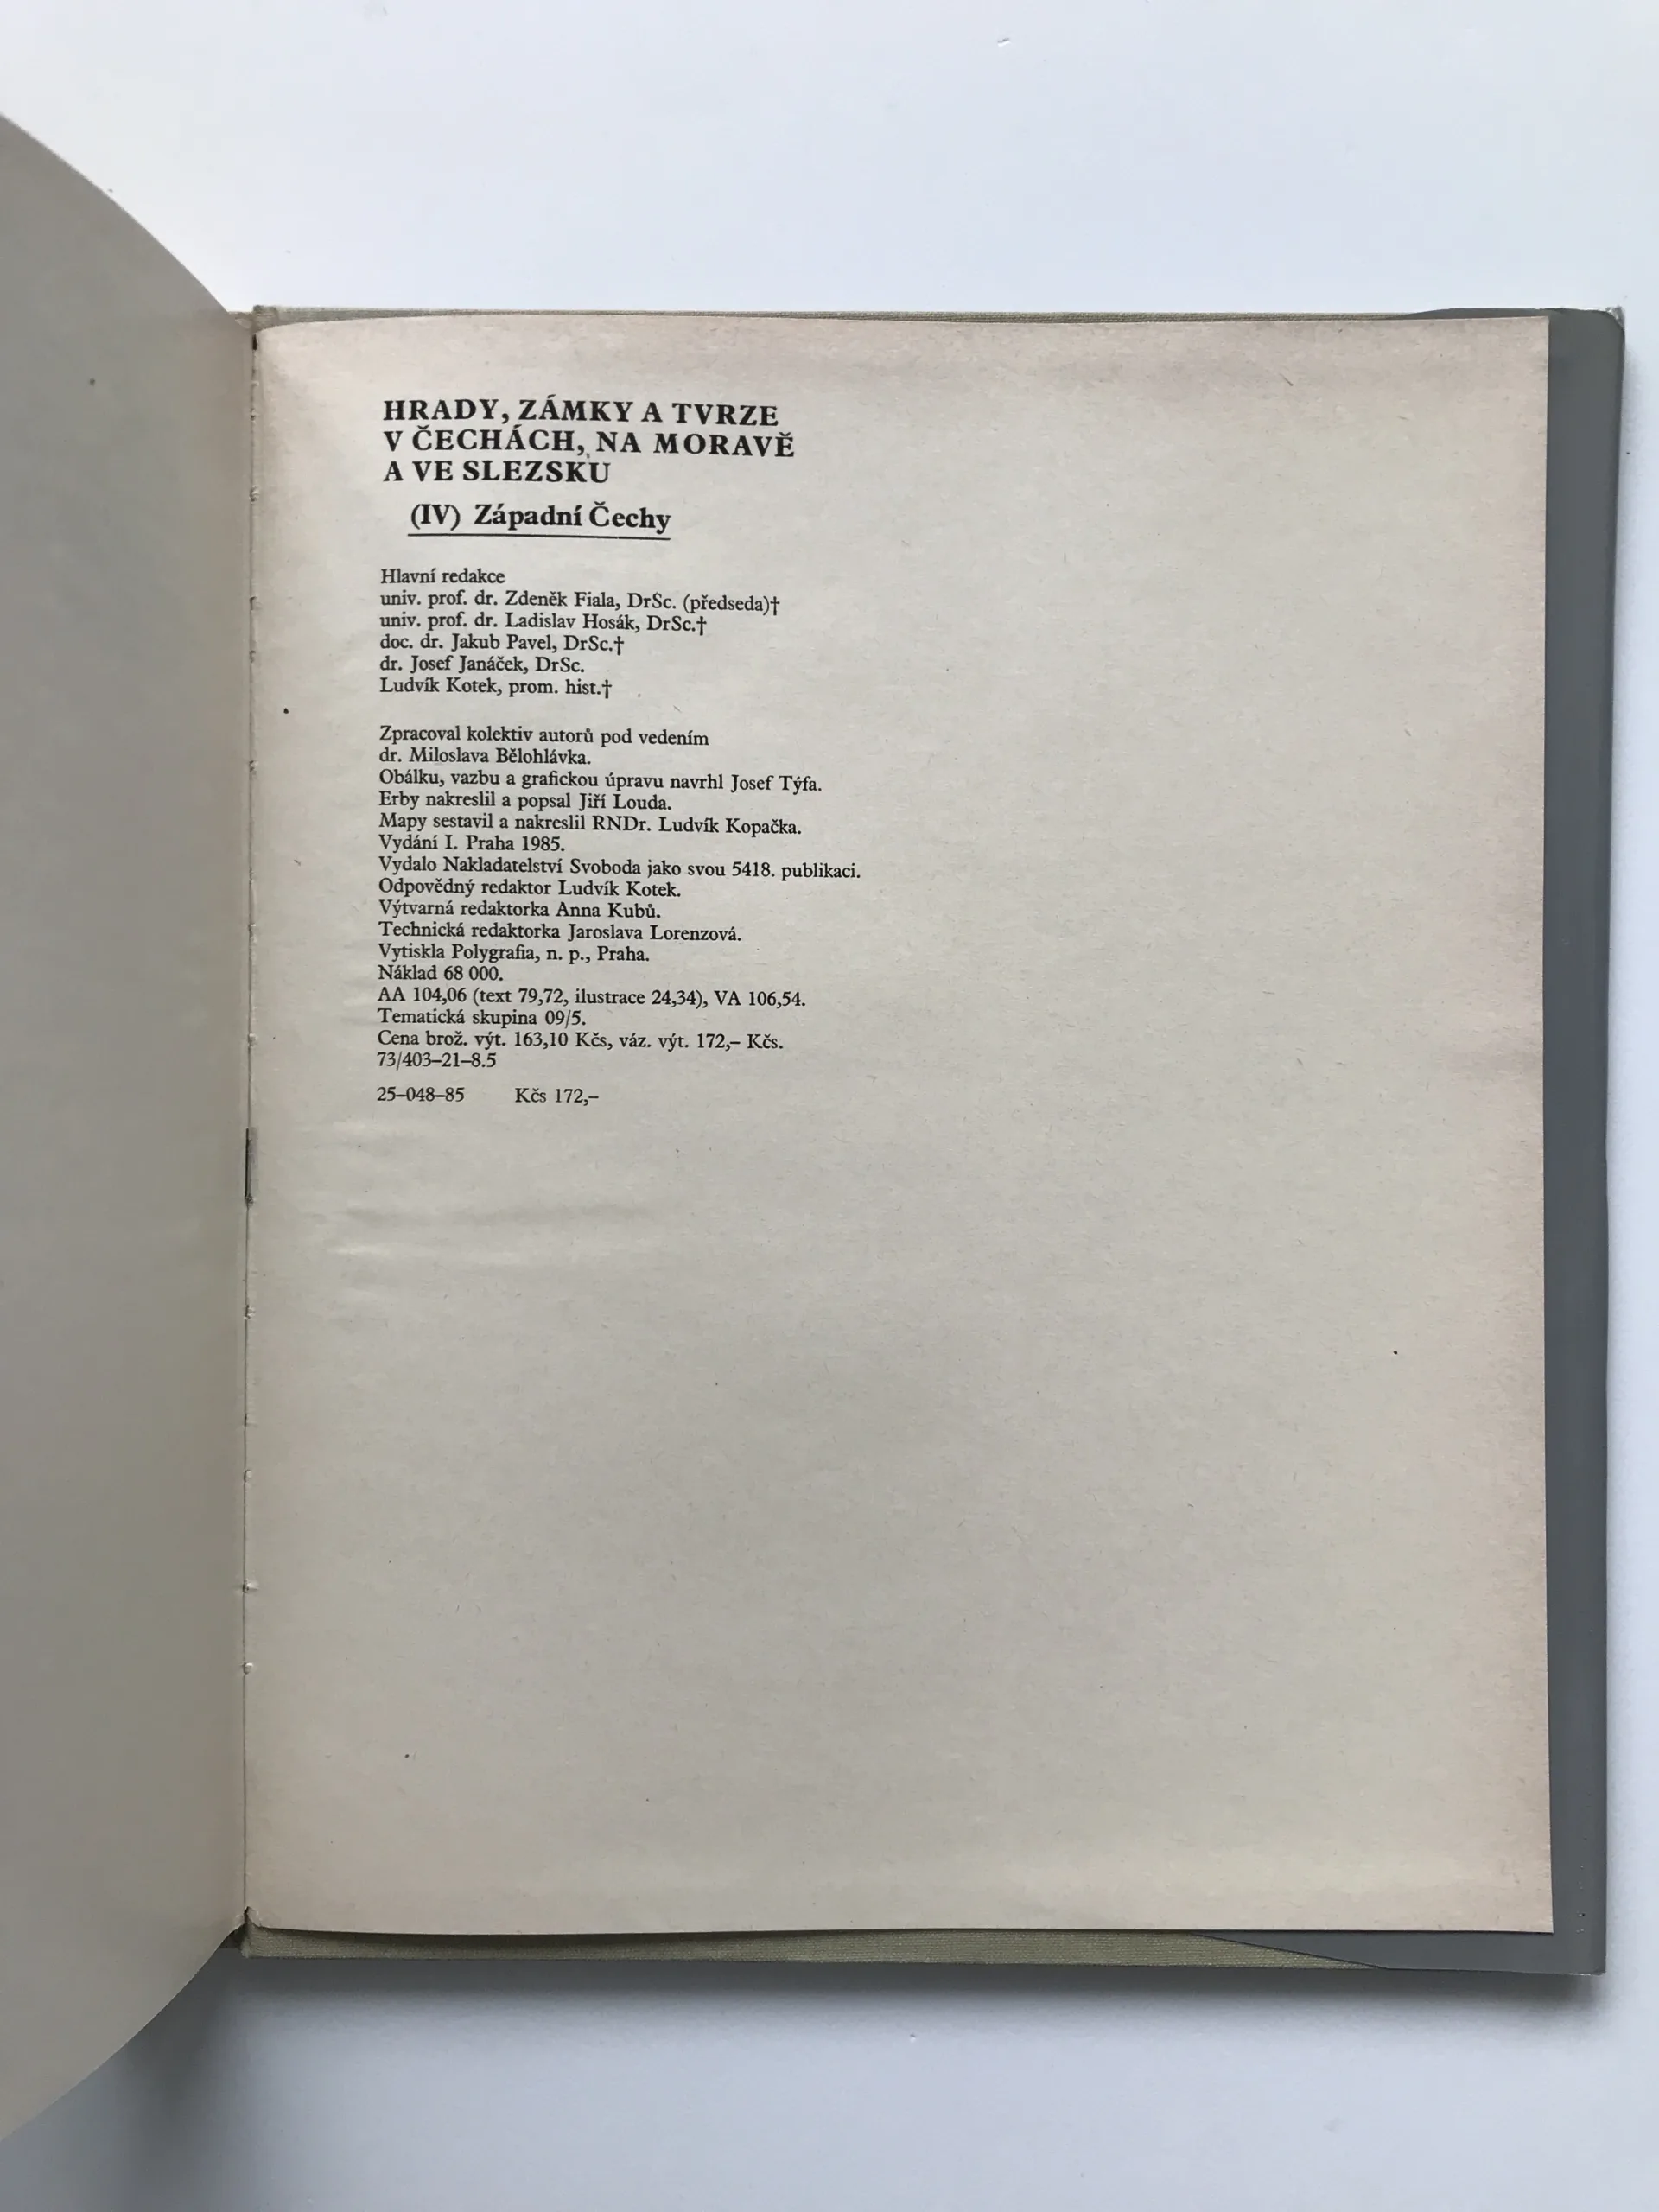 HRADY, ZÁMKY A TVRZE
V ČECHÁCH, NA MORAVĚ
A VE SLEZSKU
(IV) Západní Čechy
Hlavní redakce
univ. prof. dr. Zdeněk Fiala, DrSc. (předseda)†
univ. prof. dr. Ladislav Hosák, DrSc.†
doc. dr. Jakub Pavel, DrSc.†
dr. Josef Janáček, DrSc.
Ludvík Kotek, prom. hist.†
Zpracoval kolektiv autorů pod vedením
dr. Miloslava Bělohlávka.
Obálku, vazbu a grafickou úpravu navrhl Josef Týfa.
Erby nakreslil a popsal Jiří Louda.
Mapy sestavil a nakreslil RNDr. Ludvík Kopačka.
Vydání I. Praha 1985.
Vydalo Nakladatelství Svoboda jako svou 5418. publikaci.
Odpovědný redaktor Ludvík Kotek.
Výtvarná redaktorka Anna Kubů.
Technická redaktorka Jaroslava Lorenzová.
Vytiskla Polygrafia, n. p., Praha.
Náklad 68 000.
AA 104,06 (text 79,72, ilustrace 24,34), VA 106,54.
Tematická skupina 09/5.
Cena brož. výt. 163,10 Kčs, váz. výt. 172,– Kčs.
73/403–21–8.5
25–048–85 Kčs 172,–